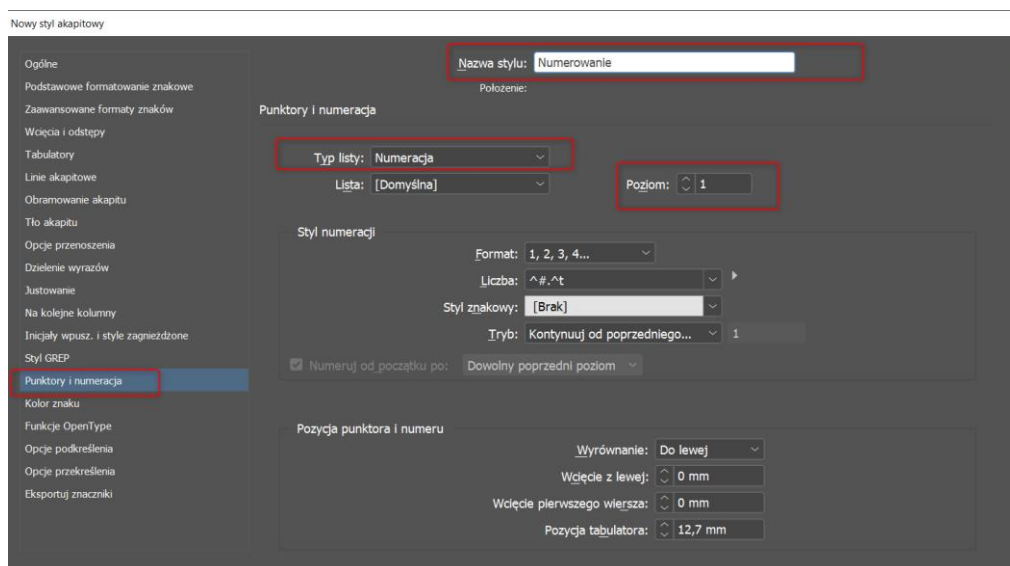 Nowy styl akapitowy
Ogólne
Podstawowe formatowanie znakowe
Zaawansowane formaty znaków
Wcięcia i odstępy
Tabulatory
Linie akapitowe
Obramowanie akapitu
Tło akapitu
Opcje przenoszenia
Dzielenie wyrazów
Justowanie
Na kolejne kolumny
Inicjały wpusz. i style zagnieżdżone
Styl GREP
Punktory i numeracja
Kolor znaku
Funkcje OpenType
Opcje podkreślenia
Opcje przekreślenia
Eksportuj znaczniki
Nazwa stylu: Numerowanie
Położenie:
Punktory i numeracja
Typ listy: Numeracja
Lista: [Domyślna] Poziom: 1
Styl numeracji
Format: 1, 2, 3, 4...
Liczba: ^#.^t
Styl znakowy: [Brak]
Tryb: Kontynuuj od poprzedniego... 1
Numeruj od początku po: Dowolny poprzedni poziom
Pozycja punktora i numeru
Wyrównanie: Do lewej
Wcięcie z lewej: 0 mm
Wcięcie pierwszego wiersza: 0 mm
Pozycja tabulatora: 12,7 mm